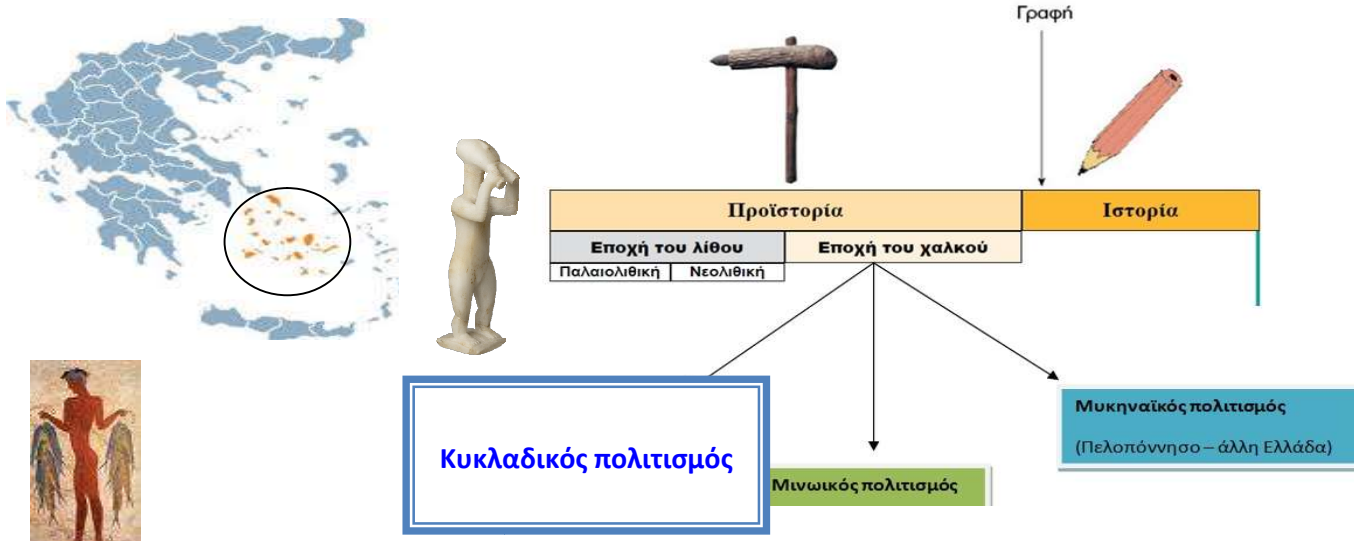 Γραφή
Προϊστορία
Ιστορία
Εποχή του λίθου
Εποχή του χαλκού
Παλαιολιθική
Νεολιθική
Κυκλαδικός πολιτισμός
Μινωικός πολιτισμός
Μυκηναϊκός πολιτισμός
(Πελοπόννησο – άλλη Ελλάδα)